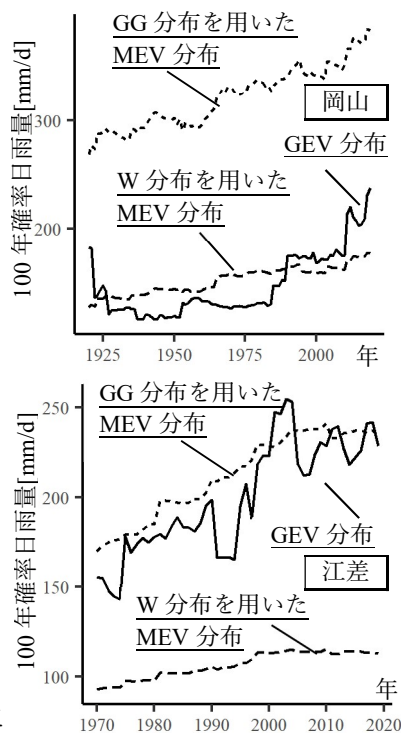 GG 分布を用いた
MEV 分布
岡山
GEV 分布
W 分布を用いた
MEV 分布
100 年確率日雨量[mm/d]
300
200
1925
1950
1975
2000
年
GG 分布を用いた
MEV 分布
GEV 分布
江差
W 分布を用いた
MEV 分布
100 年確率日雨量[mm/d]
250
200
150
100
年
1970
1980
1990
2000
2010
2020